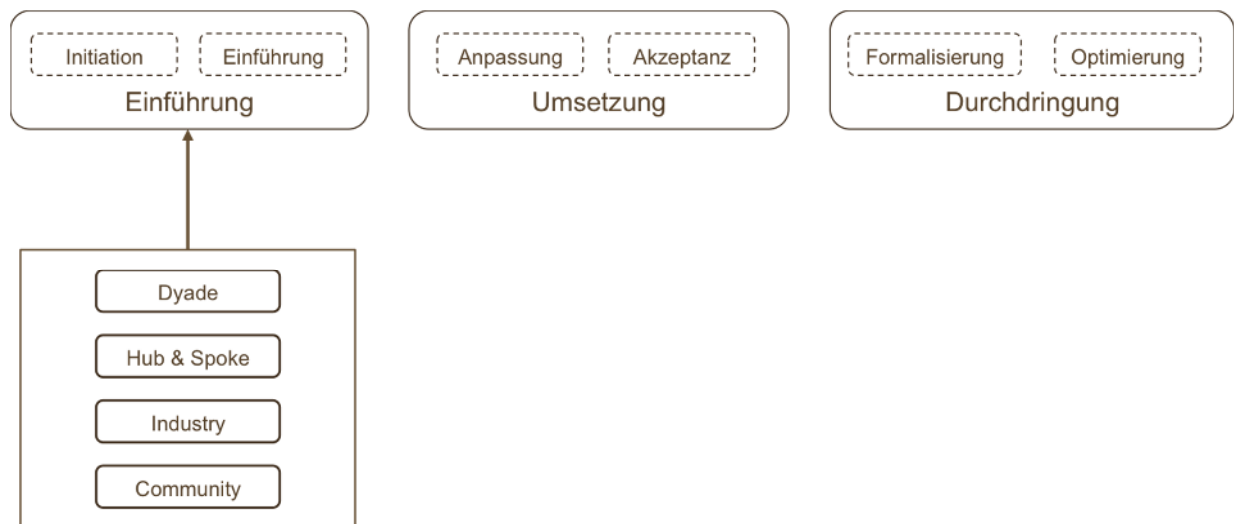 Initiation
Einführung
Einführung
Anpassung
Akzeptanz
Umsetzung
Formalisierung
Optimierung
Durchdringung
Dyade
Hub & Spoke
Industry
Community